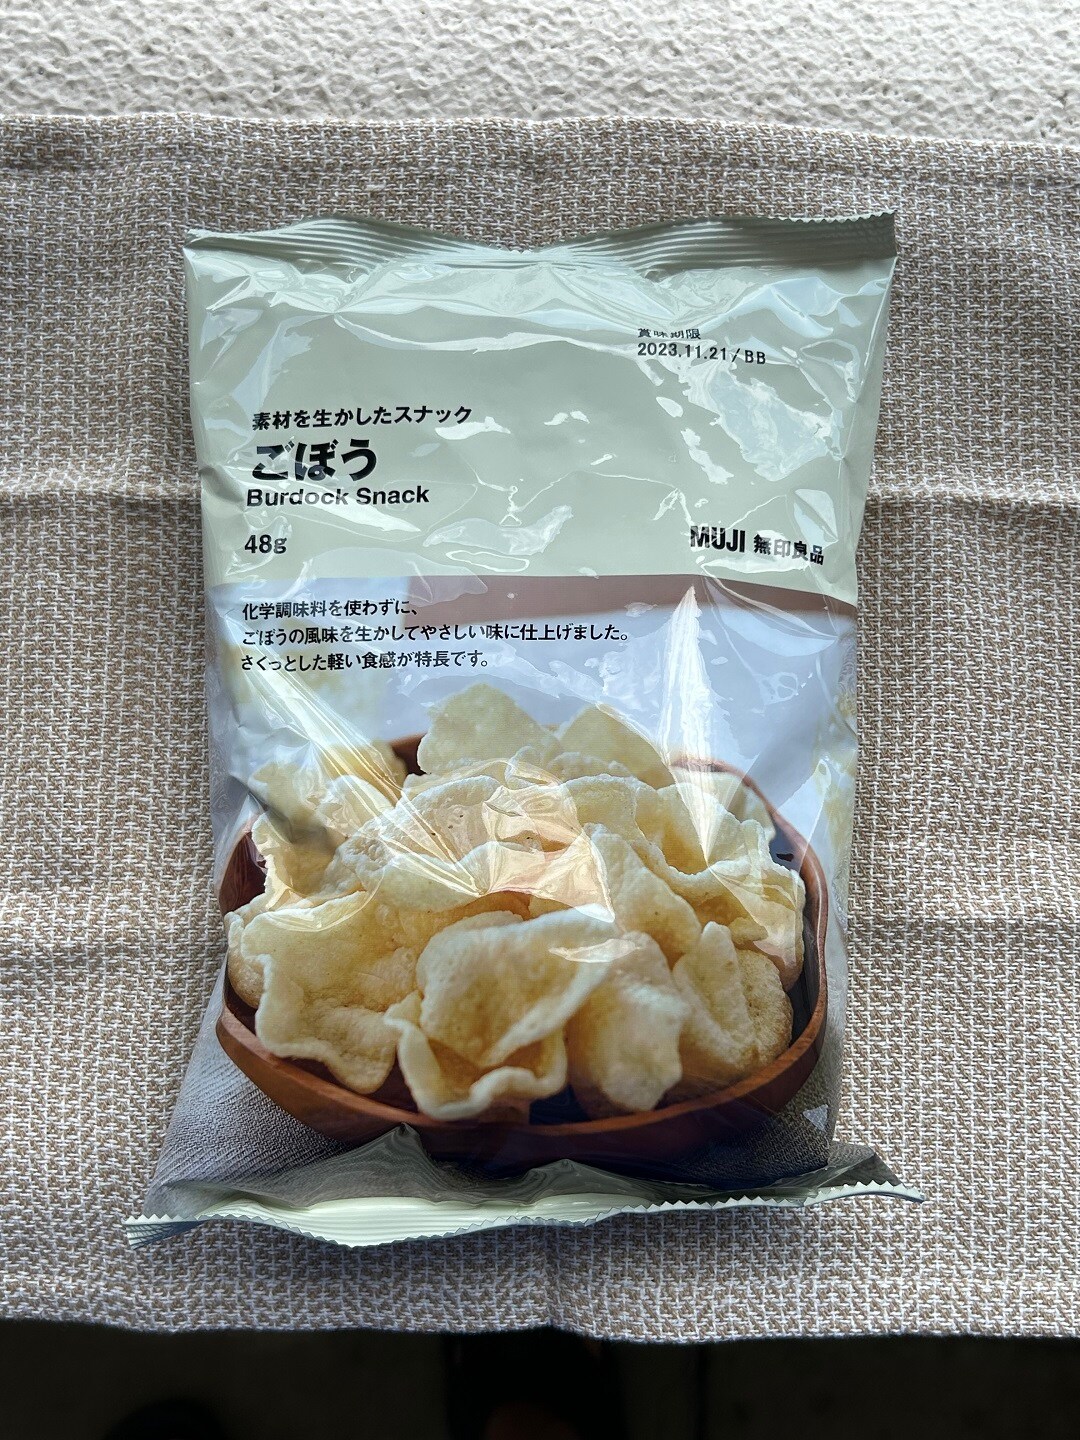 賞味期限
2023.11.21/BB
素材を生かしたスナック
ごぼう
Burdock Snack
48g
MUJI 無印良品
化学調味料を使わずに、
ごぼうの風味を生かしてやさしい味に仕上げました。
さくっとした軽い食感が特長です。